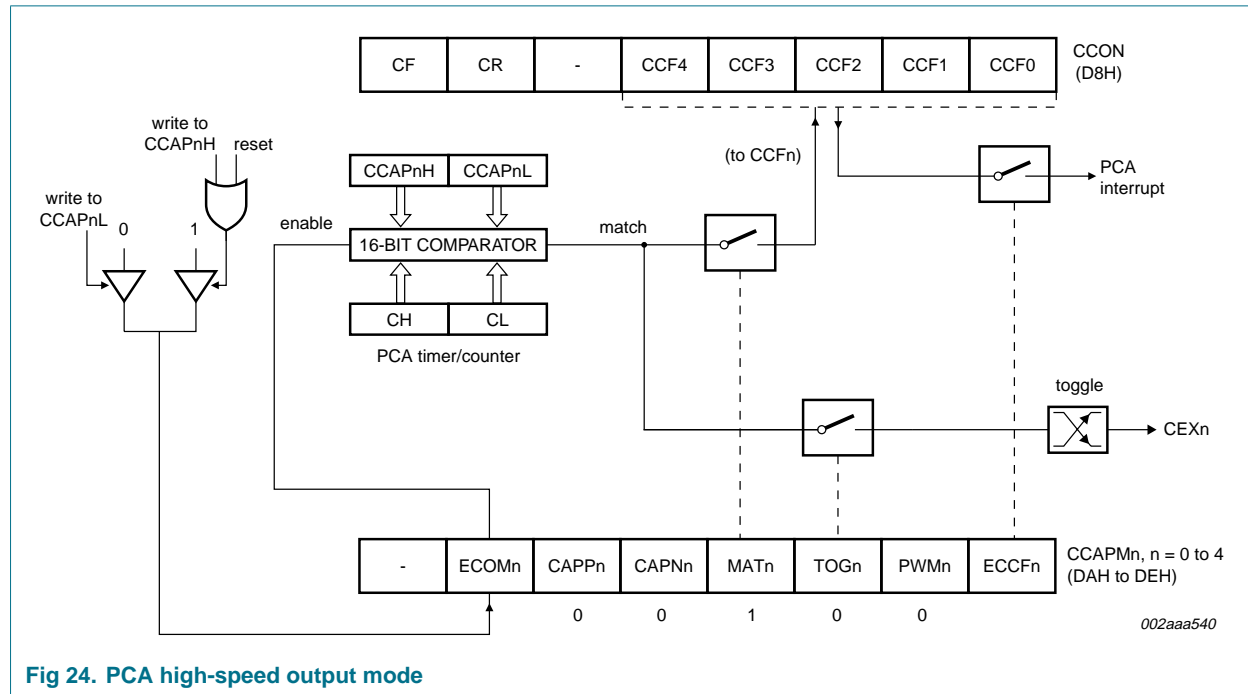 CF CR - CCF4 CCF3 CCF2 CCF1 CCF0
CCON
(D8H)
write to
CCAPnH
reset
write to
CCAPnL
0
1
enable
CCAPnH CCAPnL
16-BIT COMPARATOR
CH CL
PCA timer/counter
match
(to CCFn)
PCA
interrupt
toggle
CEXn
- ECOMn CAPPn CAPNn MATn TOGn PWMn ECCFn
CCAPMn, n = 0 to 4
(DAH to DEH)
0 0 1 0 0
002aaa540
Fig 24. PCA high-speed output mode